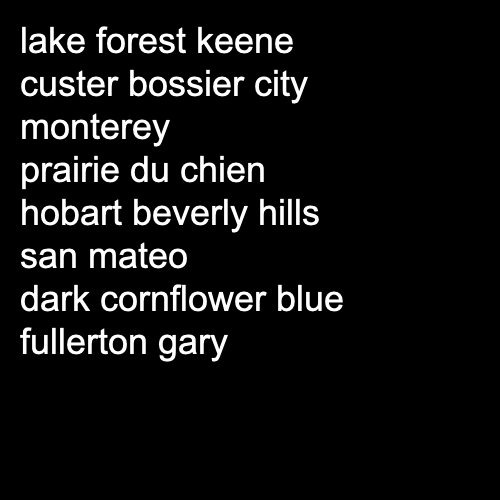 lake forest keene
custer bossier city
monterey
prairie du chien
hobart beverly hills
san mateo
dark cornflower blue
fullerton gary